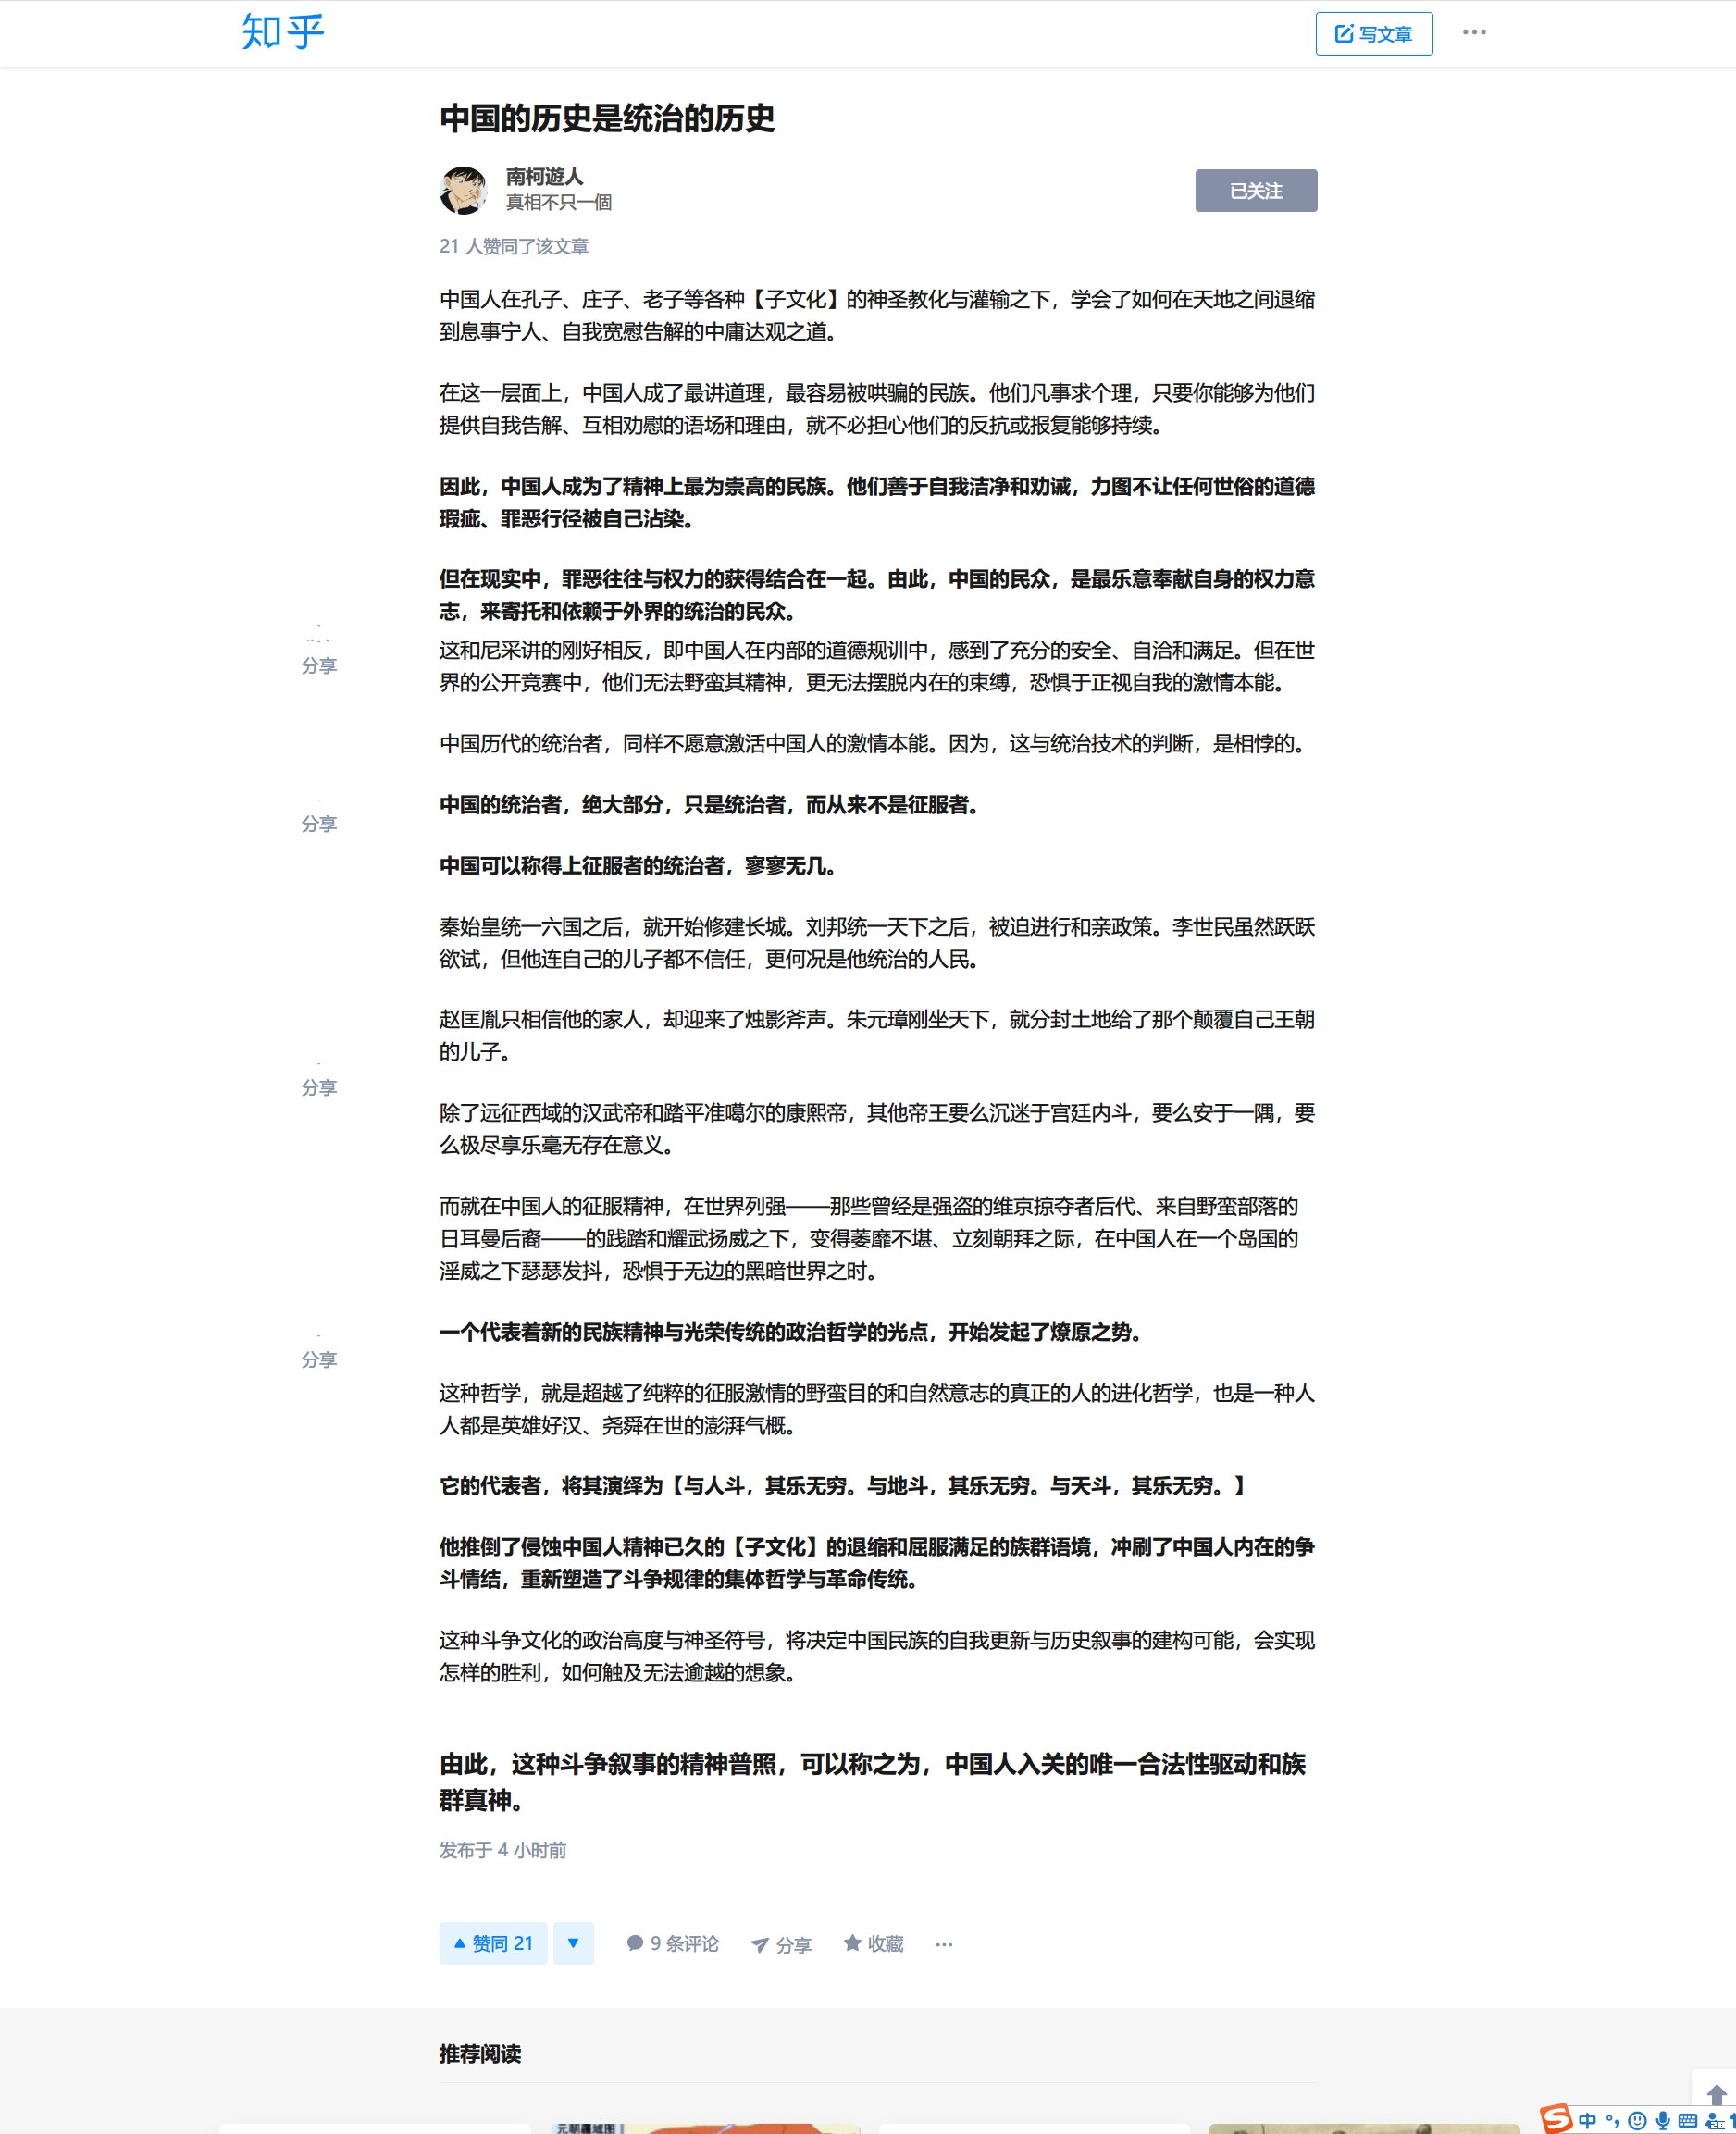 知乎
写文章
中国的历史是统治的历史
南柯遊人
真相不只一個
已关注
21 人赞同了该文章
中国人在孔子、庄子、老子等各种【子文化】的神圣教化与灌输之下，学会了如何在天地之间退缩
到息事宁人、自我宽慰告解的中庸达观之道。
在这一层面上，中国人成了最讲道理，最容易被哄骗的民族。他们凡事求个理，只要你能够为他们
提供自我告解、互相劝慰的语场和理由，就不必担心他们的反抗或报复能够持续。
因此，中国人成为了精神上最为崇高的民族。他们善于自我洁净和劝诫，力图不让任何世俗的道德
瑕疵、罪恶行径被自己沾染。
但在现实中，罪恶往往与权力的获得结合在一起。由此，中国的民众，是最乐意奉献自身的权力意
志，来寄托和依赖于外界的统治的民众。
分享
这和尼采讲的刚好相反，即中国人在内部的道德规训中，感到了充分的安全、自洽和满足。但在世
界的公开竞赛中，他们无法野蛮其精神，更无法摆脱内在的束缚，恐惧于正视自我的激情本能。
中国历代的统治者，同样不愿意激活中国人的激情本能。因为，这与统治技术的判断，是相悖的。
中国的统治者，绝大部分，只是统治者，而从来不是征服者。
分享
中国可以称得上征服者的统治者，寥寥无几。
秦始皇统一六国之后，就开始修建长城。刘邦统一天下之后，被迫进行和亲政策。李世民虽然跃跃
欲试，但他连自己的儿子都不信任，更何况是他统治的人民。
赵匡胤只相信他的家人，却迎来了烛影斧声。朱元璋刚坐天下，就分封土地给了那个颠覆自己王朝
的儿子。
分享
除了远征西域的汉武帝和踏平准噶尔的康熙帝，其他帝王要么沉迷于宫廷内斗，要么安于一隅，要
么极尽享乐毫无存在意义。
而就在中国人的征服精神，在世界列强——那些曾经是强盗的维京掠夺者后代、来自野蛮部落的
日耳曼后裔——的践踏和耀武扬威之下，变得萎靡不堪、立刻朝拜之际，在中国人在一个岛国的
淫威之下瑟瑟发抖，恐惧于无边的黑暗世界之时。
一个代表着新的民族精神与光荣传统的政治哲学的光点，开始发起了燎原之势。
分享
这种哲学，就是超越了纯粹的征服激情的野蛮目的和自然意志的真正的人的进化哲学，也是一种人
人都是英雄好汉、尧舜在世的澎湃气概。
它的代表者，将其演绎为【与人斗，其乐无穷。与地斗，其乐无穷。与天斗，其乐无穷。】
他推倒了侵蚀中国人精神已久的【子文化】的退缩和屈服满足的族群语境，冲刷了中国人内在的争
斗情结，重新塑造了斗争规律的集体哲学与革命传统。
这种斗争文化的政治高度与神圣符号，将决定中国民族的自我更新与历史叙事的建构可能，会实现
怎样的胜利，如何触及无法逾越的想象。
由此，这种斗争叙事的精神普照，可以称之为，中国人入关的唯一合法性驱动和族
群真神。
发布于 4 小时前
赞同 21
9 条评论
分享
收藏
推荐阅读
中